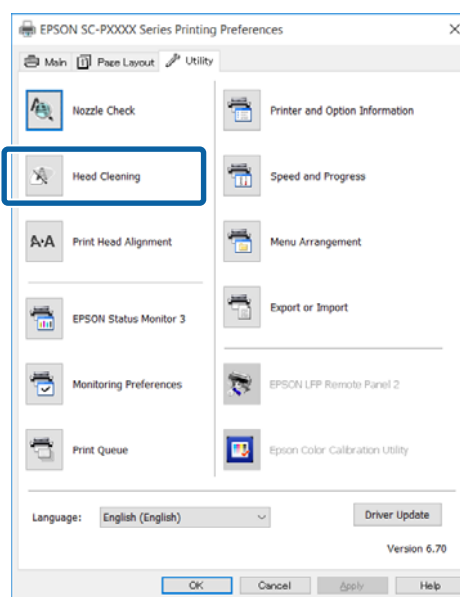 EPSON SC-PXXXX Series Printing Preferences
Main Page Layout Utility
Nozzle Check
Printer and Option Information
Head Cleaning
Speed and Progress
A·A Print Head Alignment
Menu Arrangement
EPSON Status Monitor 3
Export or Import
Monitoring Preferences
EPSON LFP Remote Panel 2
Print Queue
Epson Color Calibration Utility
Language: English (English)
Driver Update
Version 6.70
OK Cancel Apply Help